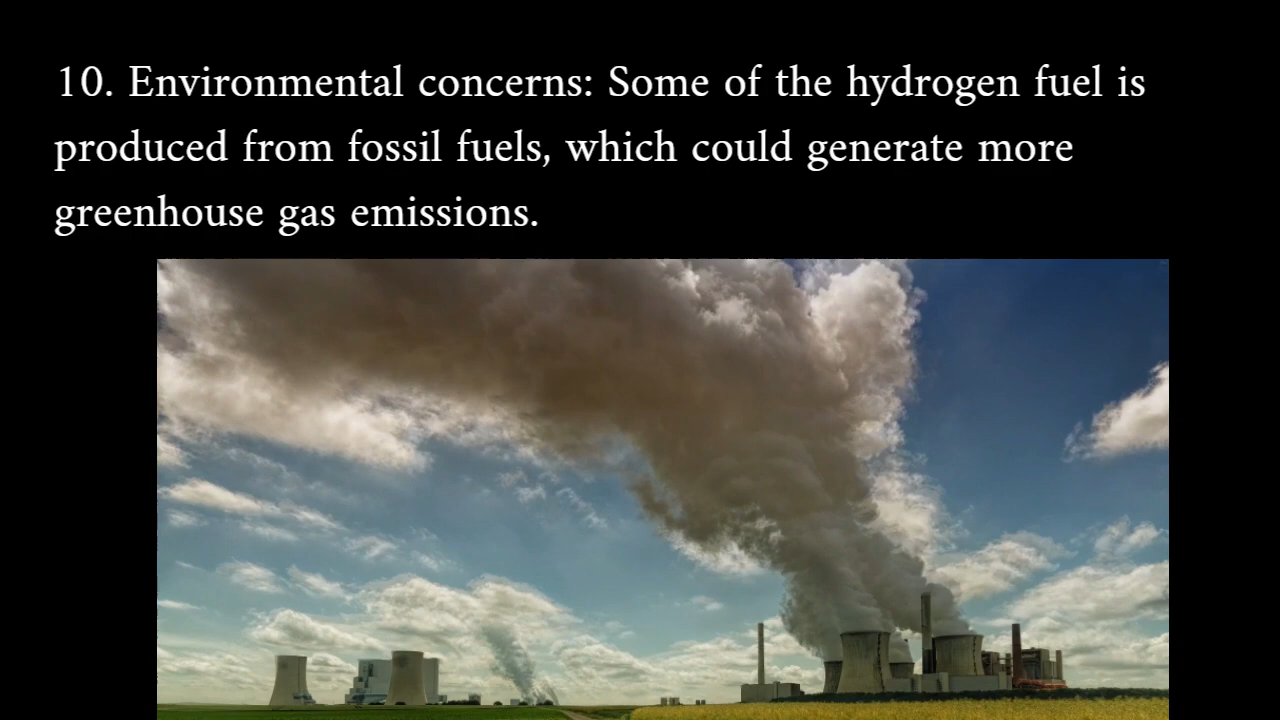 10. Environmental concerns: Some of the hydrogen fuel is
produced from fossil fuels, which could generate more
greenhouse gas emissions.